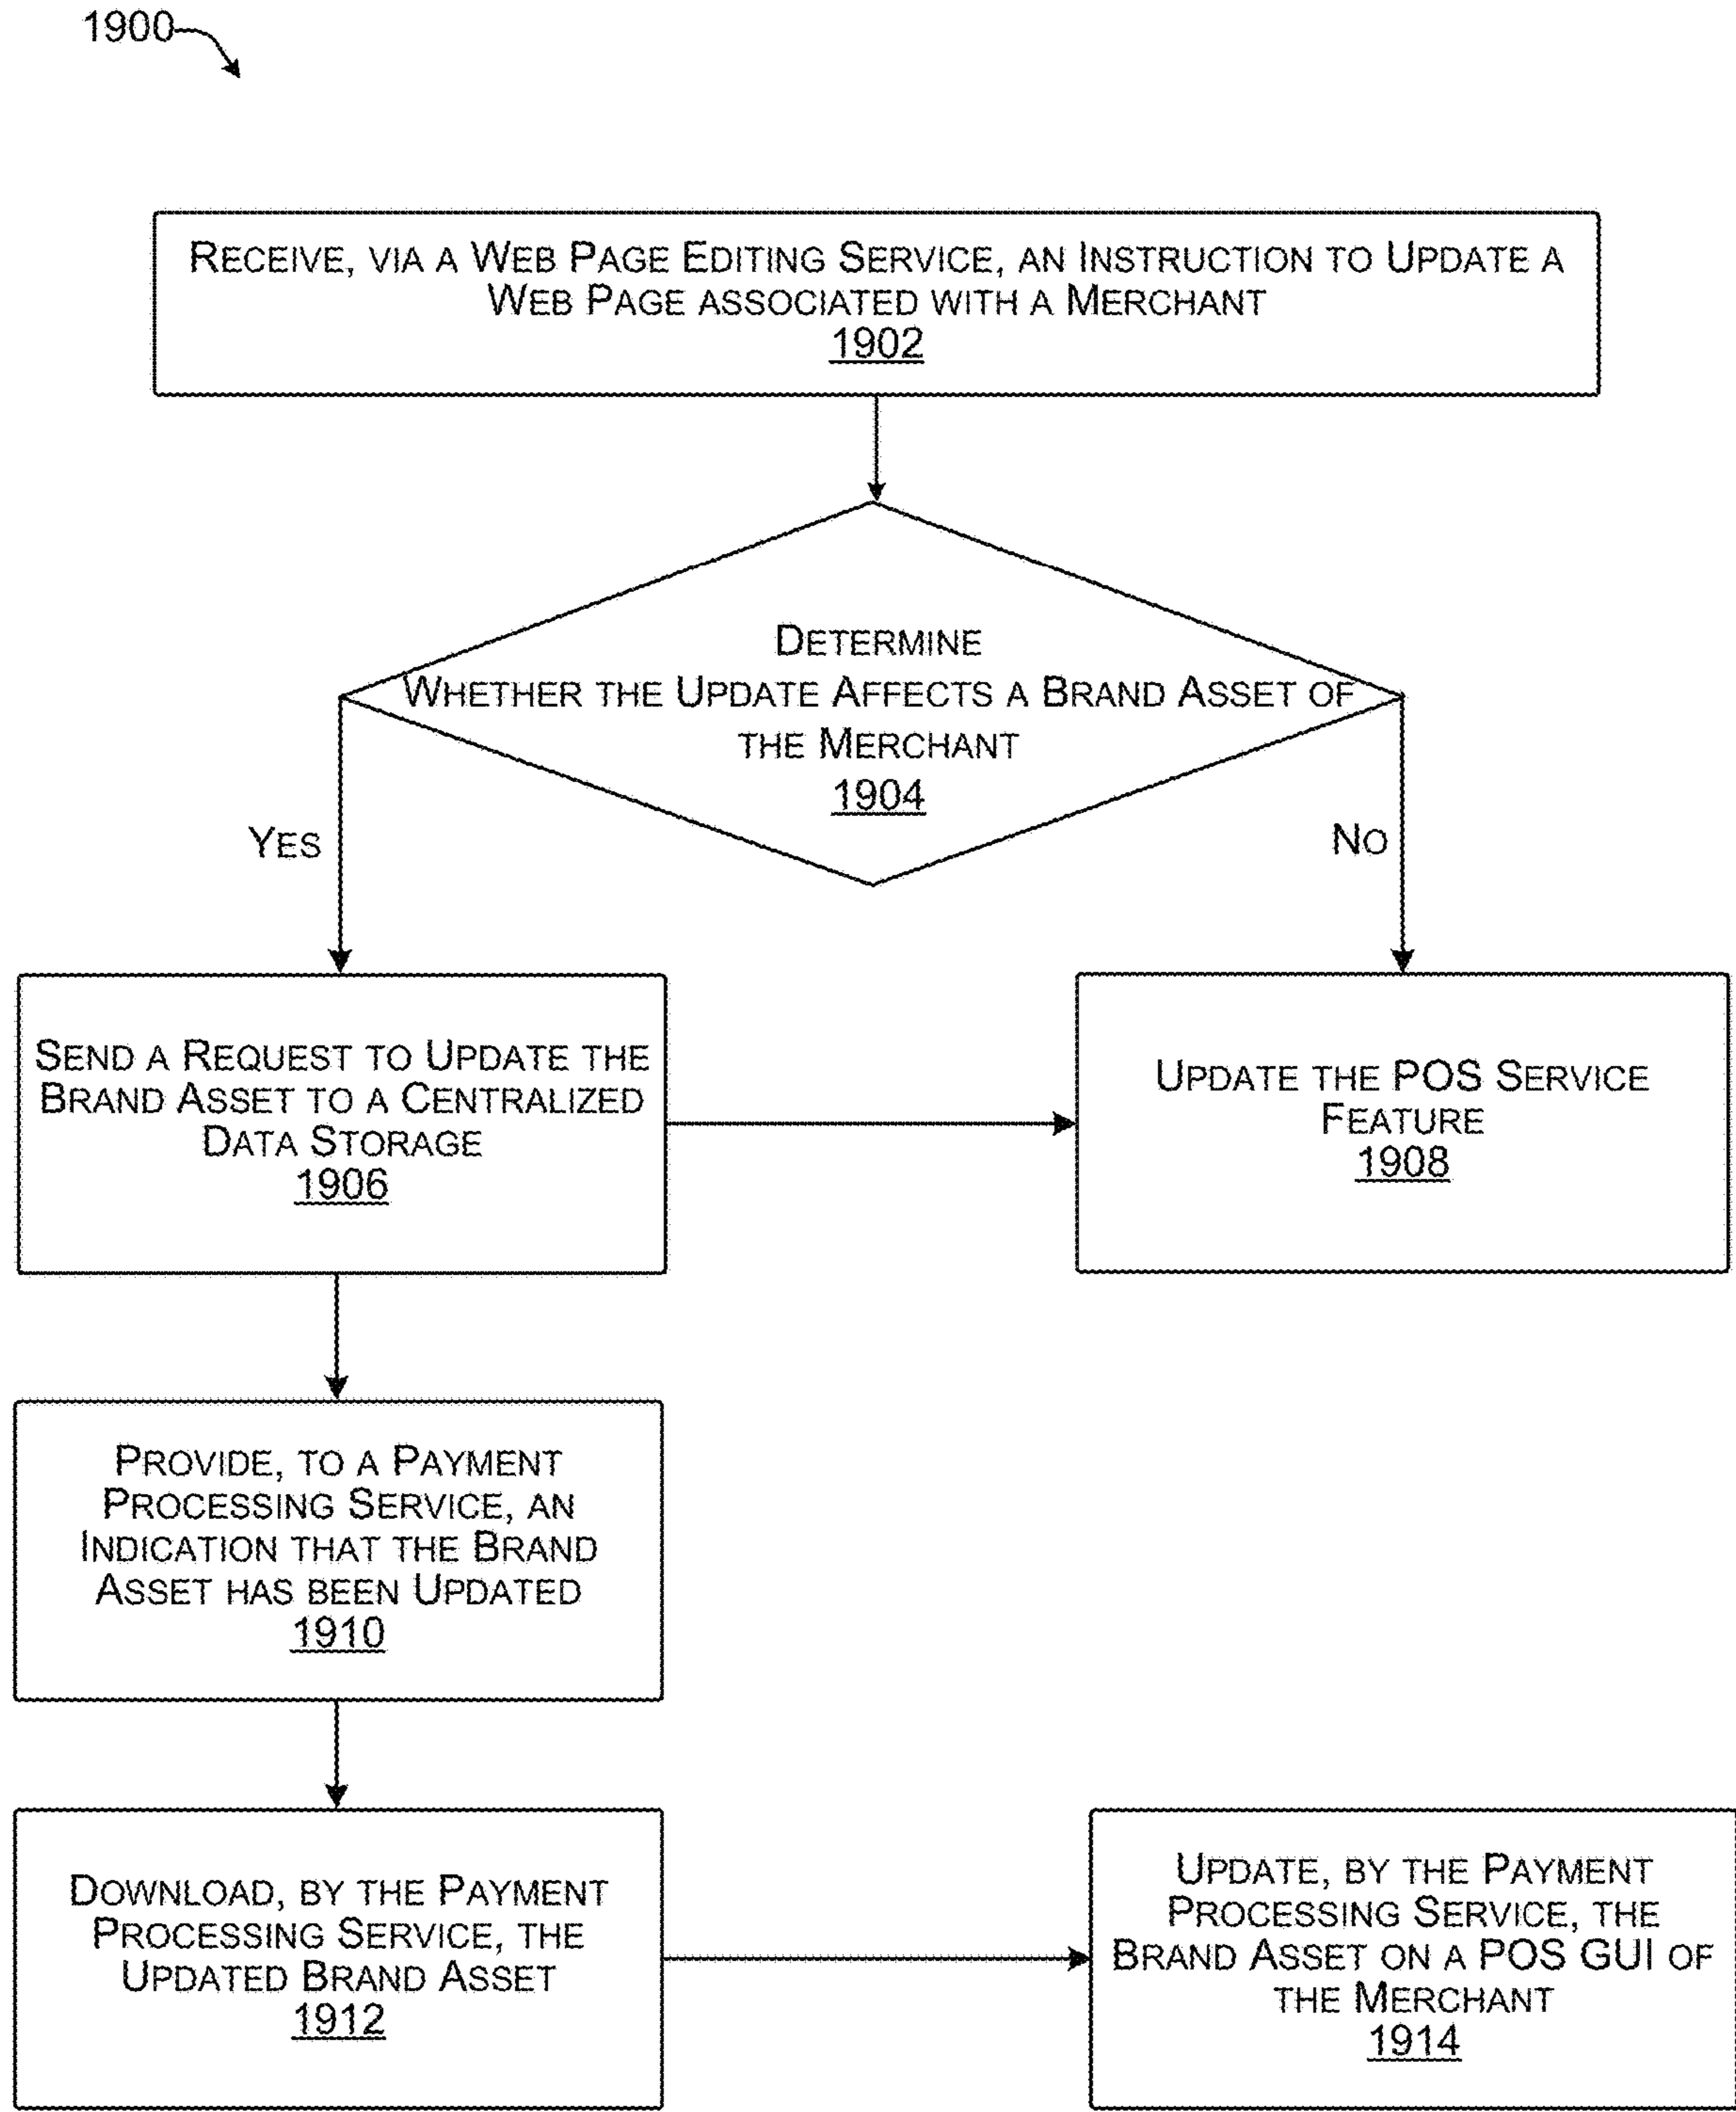 1900
RECEIVE, VIA A WEB PAGE EDITING SERVICE, AN INSTRUCTION TO UPDATE A
WEB PAGE ASSOCIATED WITH A MERCHANT
1902
DETERMINE
WHETHER THE UPDATE AFFECTS A BRAND ASSET OF
THE MERCHANT
1904
YES
NO
SEND A REQUEST TO UPDATE THE
BRAND ASSET TO A CENTRALIZED
DATA STORAGE
1906
UPDATE THE POS SERVICE
FEATURE
1908
PROVIDE, TO A PAYMENT
PROCESSING SERVICE, AN
INDICATION THAT THE BRAND
ASSET HAS BEEN UPDATED
1910
DOWNLOAD, BY THE PAYMENT
PROCESSING SERVICE, THE
UPDATED BRAND ASSET
1912
UPDATE, BY THE PAYMENT
PROCESSING SERVICE, THE
BRAND ASSET ON A POS GUI OF
THE MERCHANT
1914